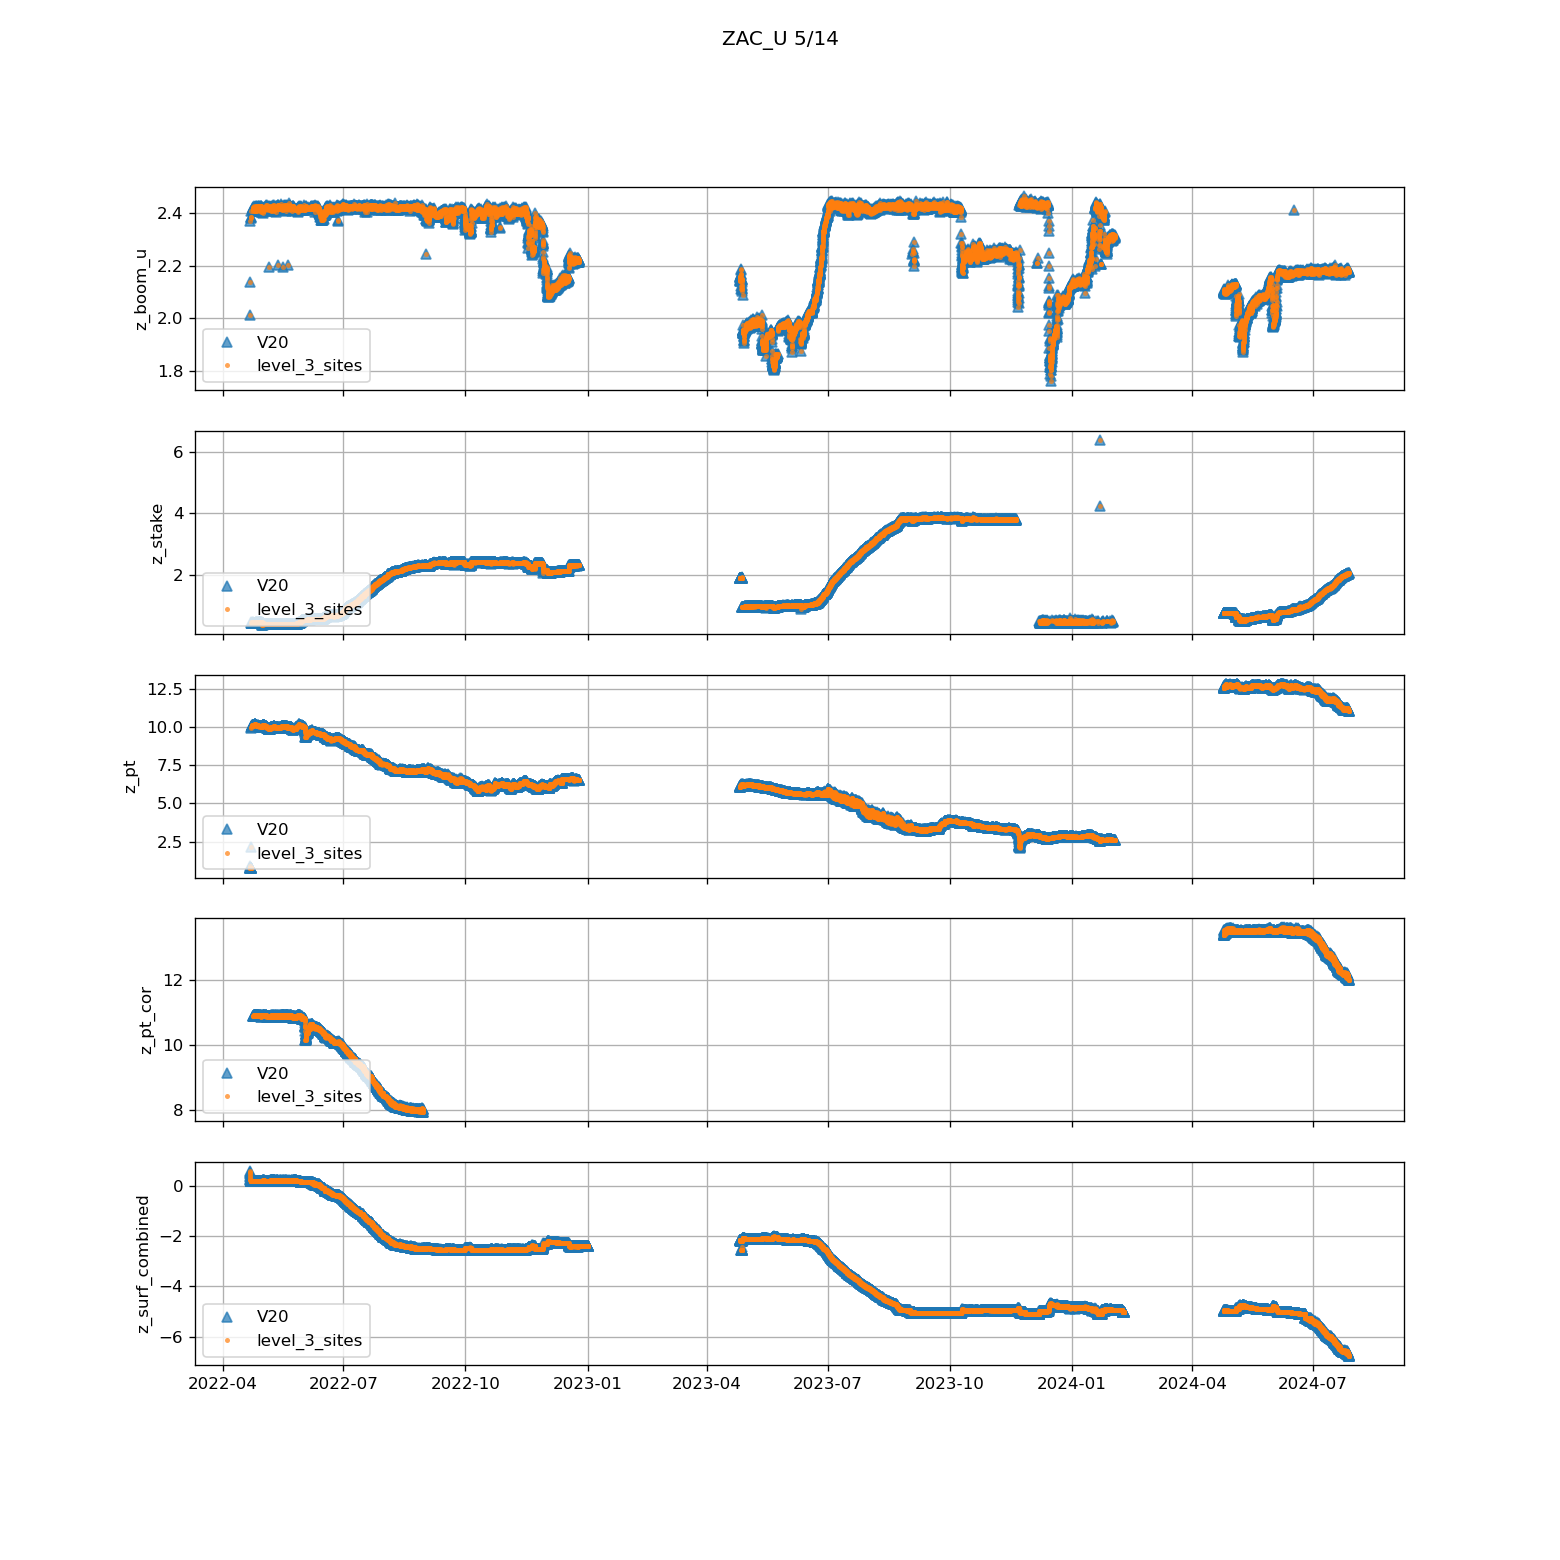 ZAC_U 5/14
z_boom_u
2.4
2.2
2.0
1.8
V20
level_3_sites
z_stake
6
4
2
V20
level_3_sites
z_pt
12.5
10.0
7.5
5.0
2.5
V20
level_3_sites
z_pt_cor
12
10
8
V20
level_3_sites
z_surf_combined
0
−2
−4
−6
V20
level_3_sites
2022-04 2022-07 2022-10 2023-01 2023-04 2023-07 2023-10 2024-01 2024-04 2024-07